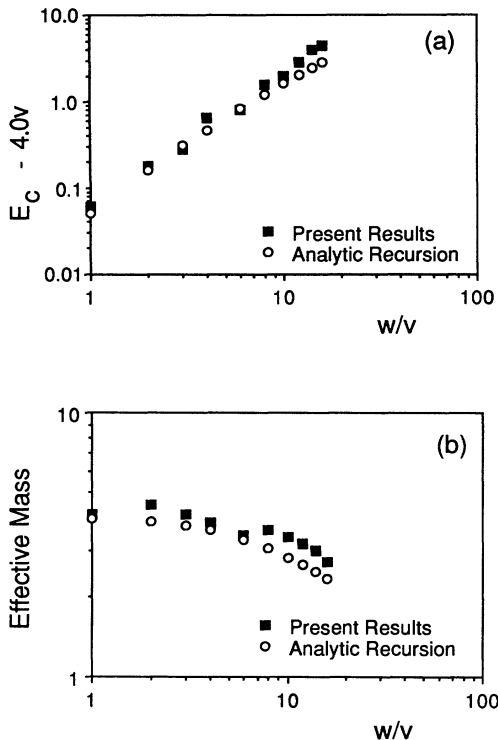 10.0
(a)
1.0
E_C - 4.0v
0.1
■ Present Results
○ Analytic Recursion
0.01
1 10 100
w/v
10
(b)
Effective Mass
■ Present Results
○ Analytic Recursion
1
1 10 100
w/v